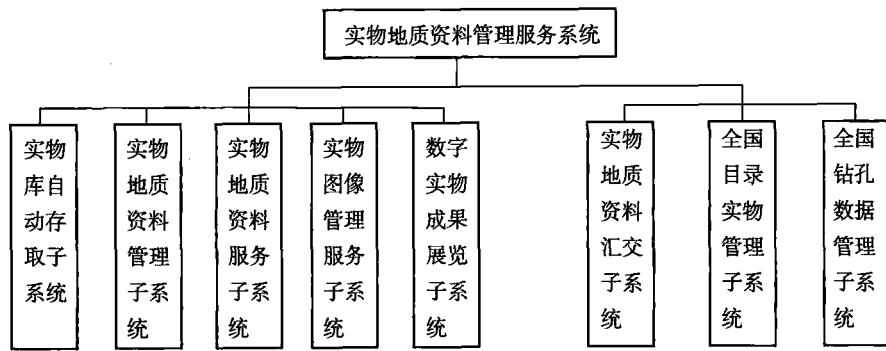 实物地质资料管理服务系统
实物
库自
动存
取子
系统
实物
地质
资料
管理
子系
统
实物
地质
资料
服务
子系
统
实物
图像
管理
服务
子系
统
数字
实物
成果
展览
子系
统
实物
地质
资料
汇交
子系
统
全国
目录
实物
管理
子系
统
全国
钻孔
数据
管理
子系
统